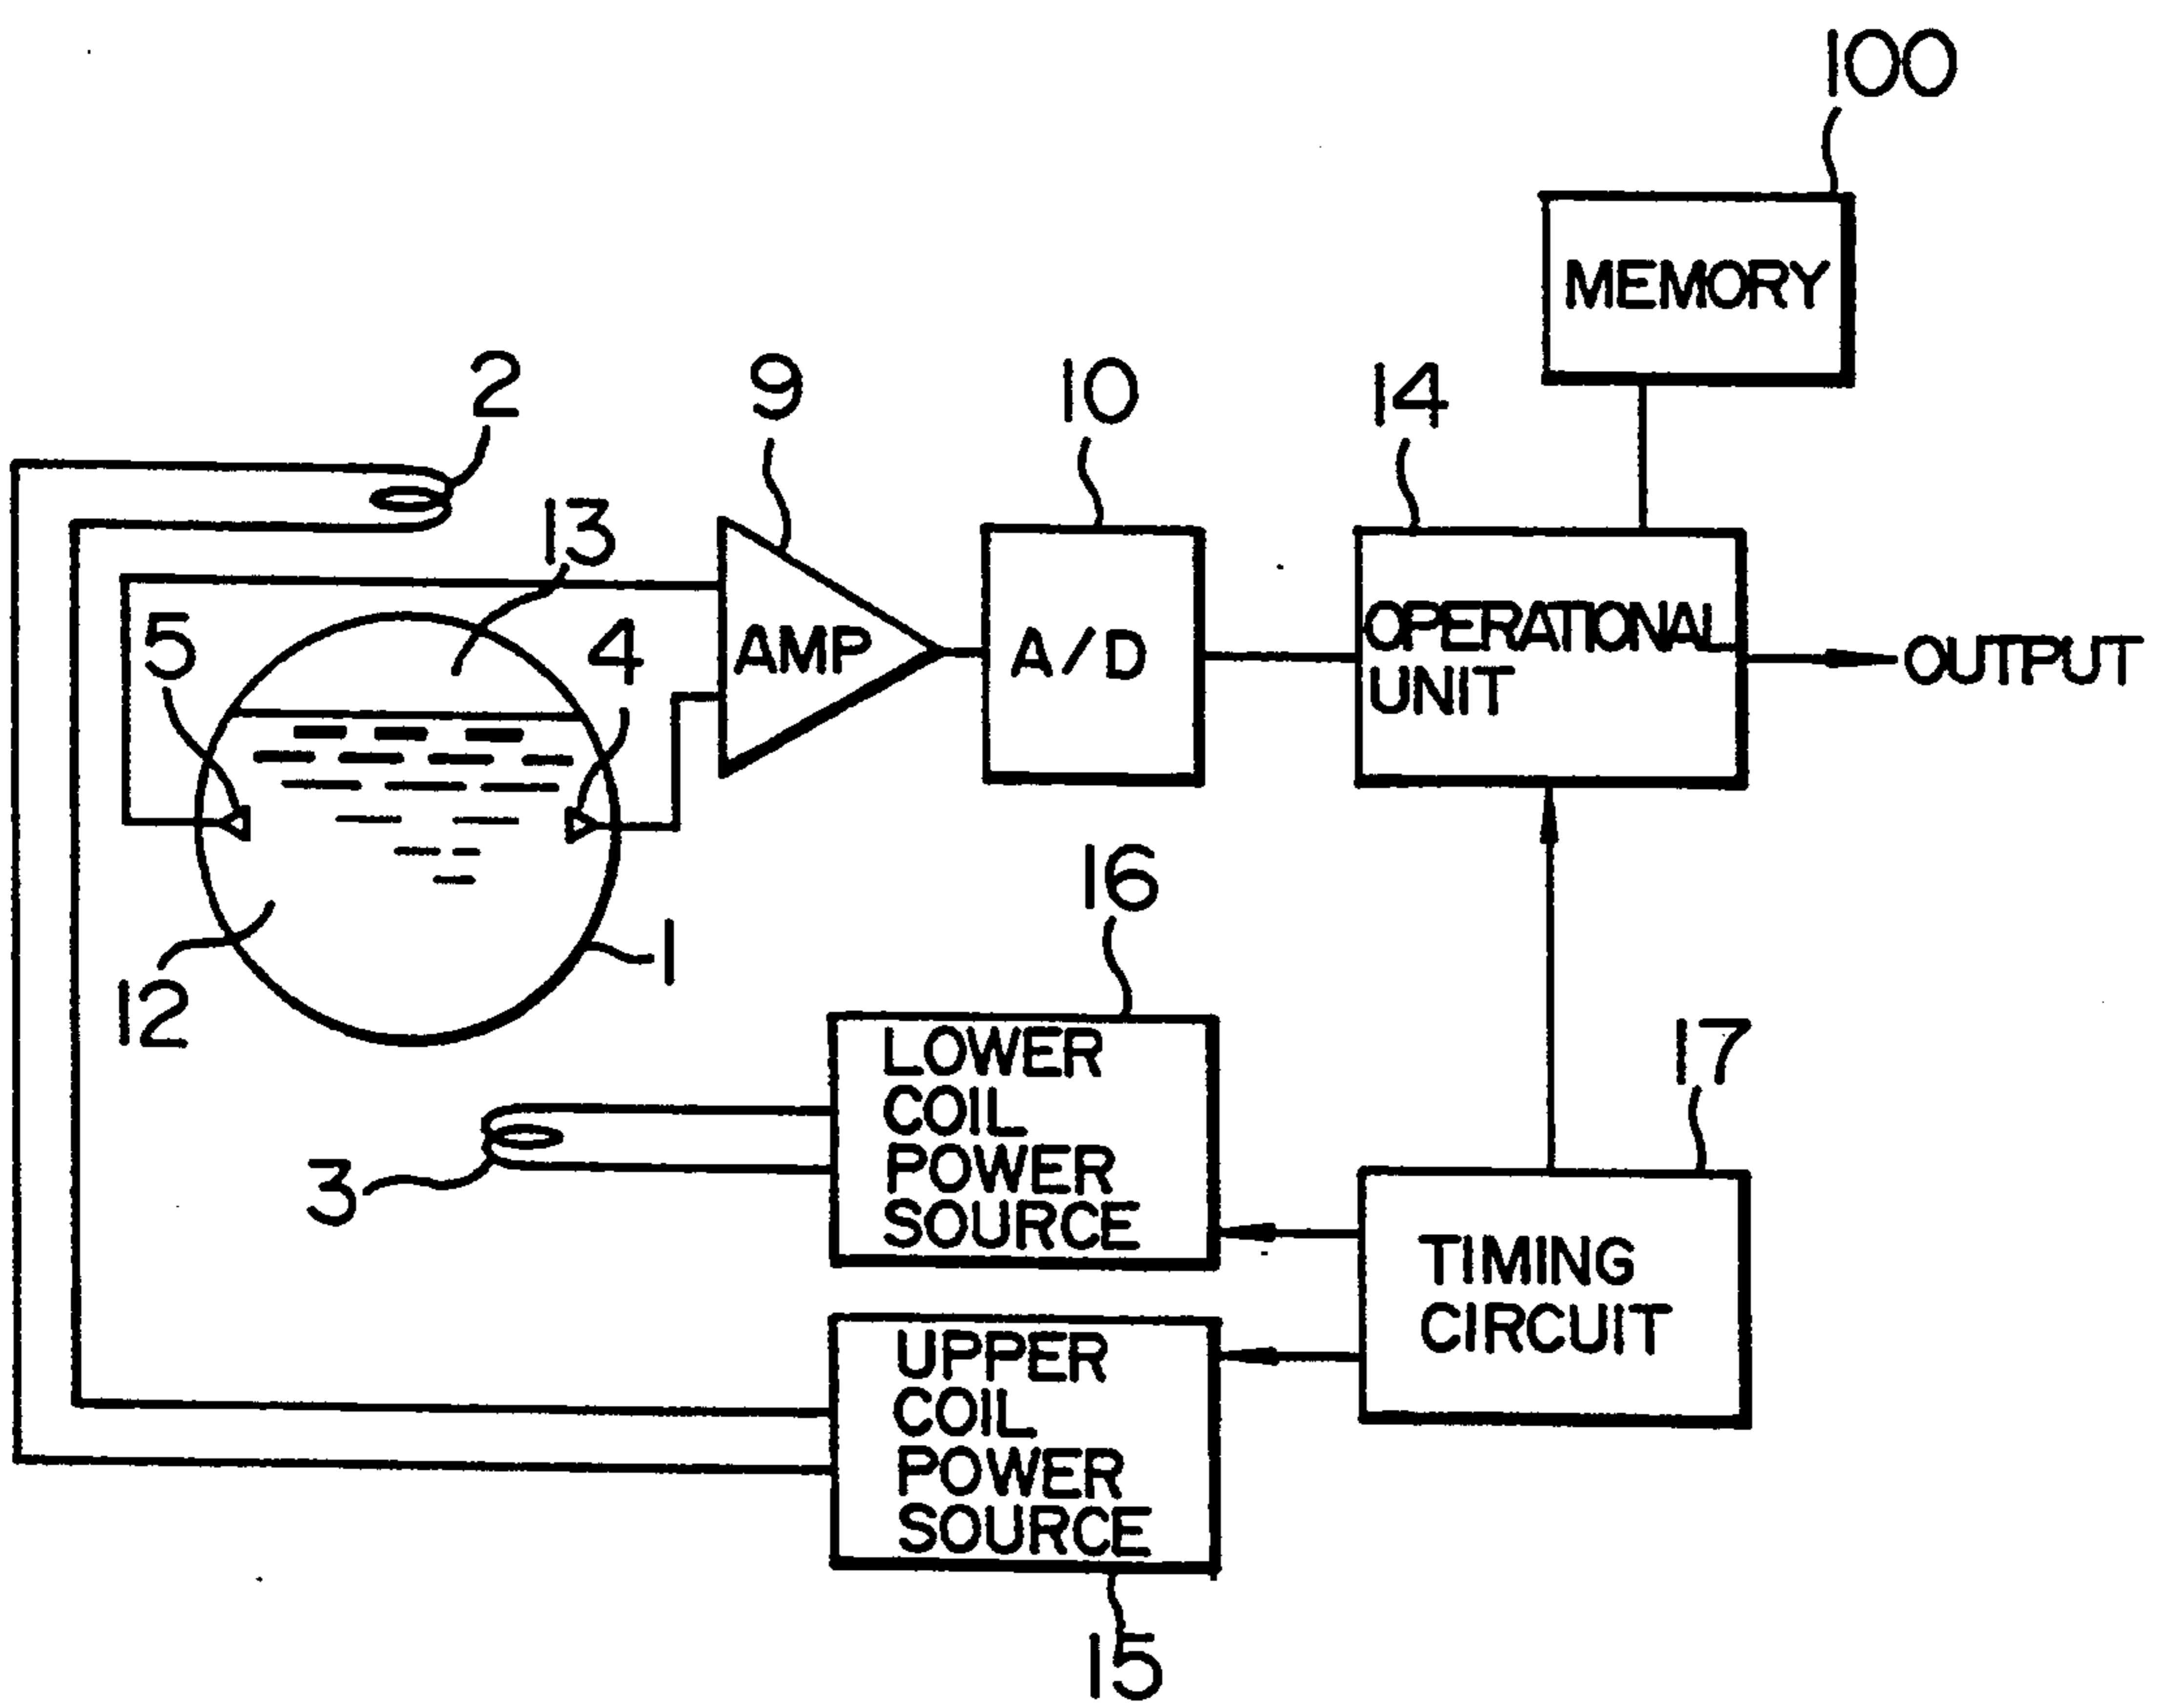 100
MEMORY
2
9
10
14
13
5
4
AMP
A/D
OPERATIONAL
UNIT
OUTPUT
16
1
12
17
LOWER
COIL
POWER
SOURCE
3
TIMING
CIRCUIT
UPPER
COIL
POWER
SOURCE
15